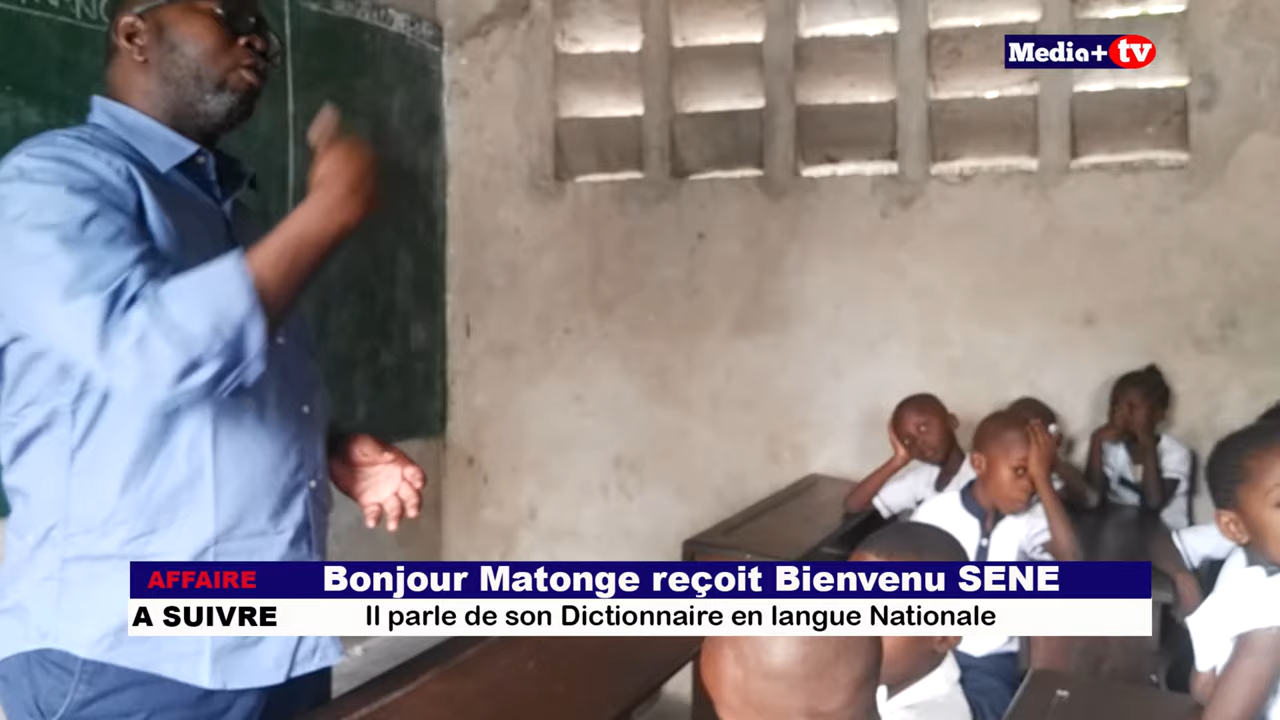 Media+ tv
AFFAIRE
Bonjour Matonge reçoit Bienvenu SENE
A SUIVRE
Il parle de son Dictionnaire en langue Nationale